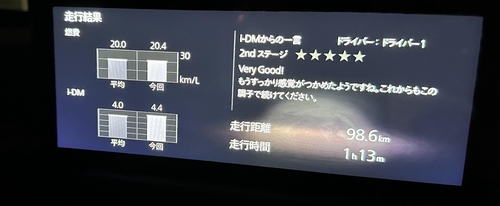 走行結果
燃費
20.0 20.4
30
km/L
平均 今回
i-DM
4.0 4.4
平均 今回
i-DMからの一言 ドライバー：ドライバー1
2nd ステージ ★★★★★
Very Good!
もうすっかり感覚がつかめたようですね。これからもこの
調子で続けてください。
走行距離 98.6km
走行時間 1h13m